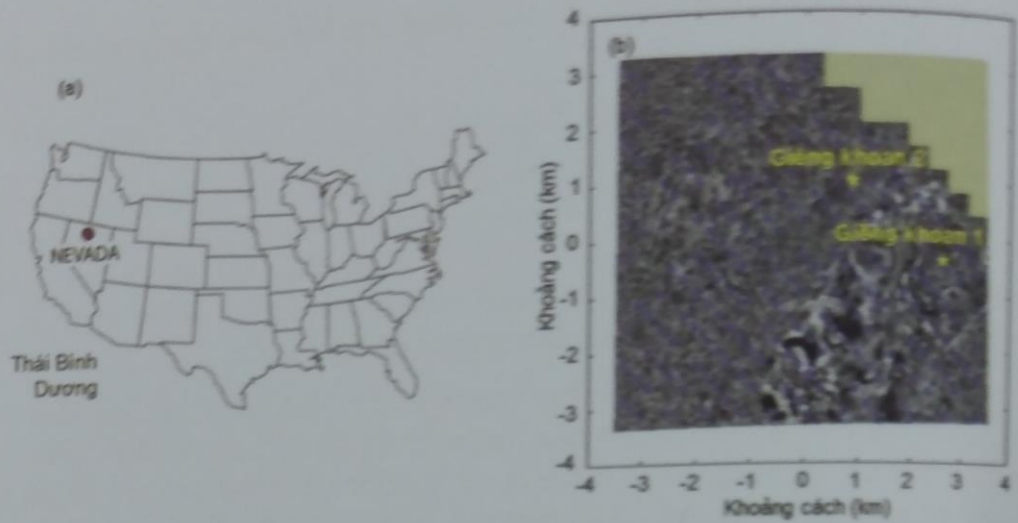 (a)
NEVADA
Thái Bình
Dương
(b)
4
3
2
1
0
-1
-2
-3
-4
Khoảng cách (km)
Giếng khoan 2
Giếng khoan 1
-4 -3 -2 -1 0 1 2 3 4
Khoảng cách (km)